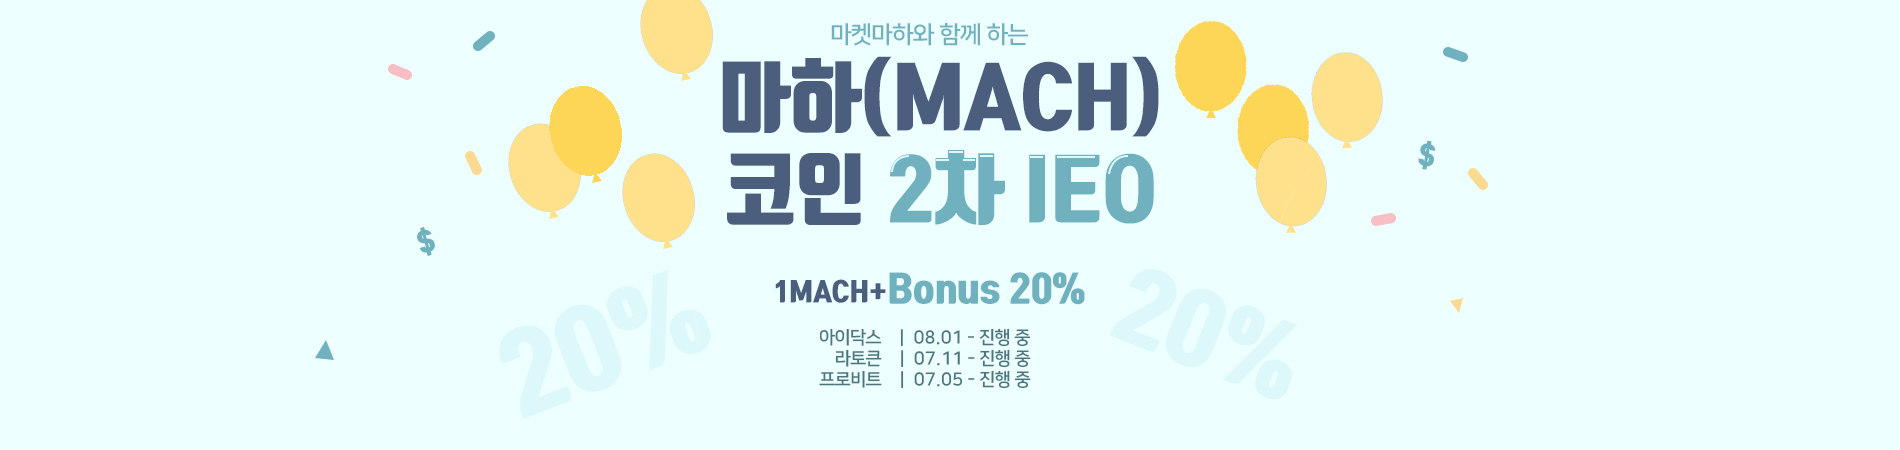 마켓마하와 함께 하는
마하(MACH)
코인 2차 IEO
1MACH+Bonus 20%
20%
20%
아이닥스 | 08.01 - 진행 중
라토큰 | 07.11 - 진행 중
프로비트 | 07.05 - 진행 중
$
$